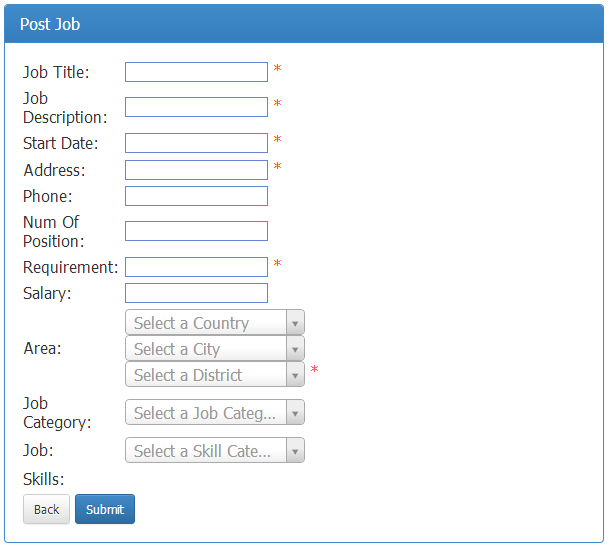 Post Job
Job Title: *
Job
Description: *
Start Date: *
Address: *
Phone:
Num Of
Position:
Requirement: *
Salary:
Select a Country
Area: Select a City
Select a District *
Job
Category: Select a Job Categ...
Job: Select a Skill Cate...
Skills:
Back Submit